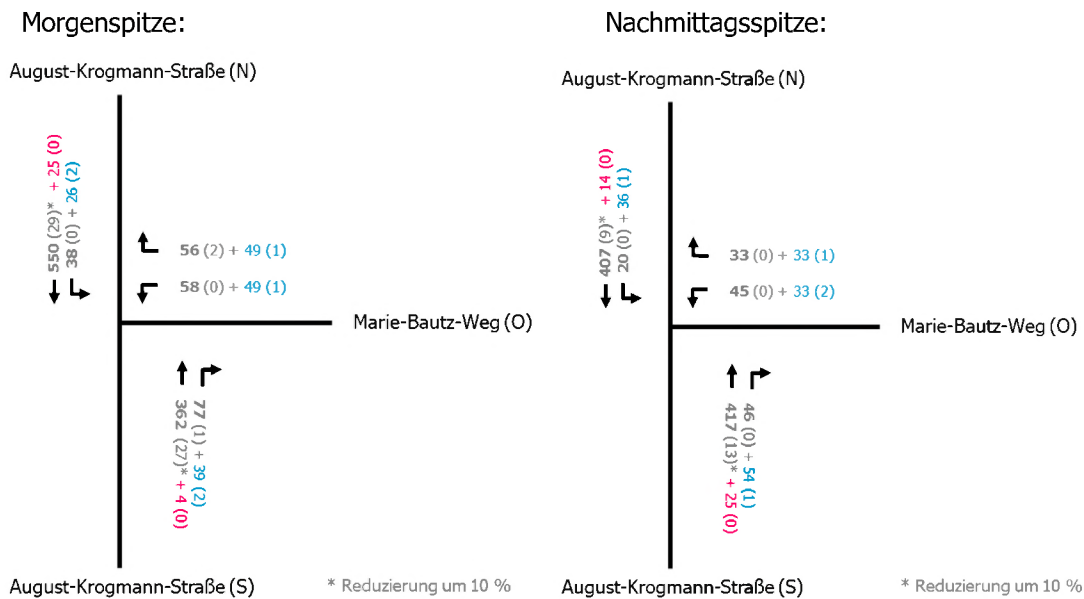 Morgenspitze:
August-Krogmann-Straße (N)
550 (29)* + 25 (0)
38 (0) + 26 (2)
56 (2) + 49 (1)
58 (0) + 49 (1)
Marie-Bautz-Weg (O)
77 (1) + 39 (2)
362 (27)* + 4 (0)
August-Krogmann-Straße (S)
* Reduzierung um 10 %
Nachmittagsspitze:
August-Krogmann-Straße (N)
407 (9)* + 14 (0)
20 (0) + 36 (1)
33 (0) + 33 (1)
45 (0) + 33 (2)
Marie-Bautz-Weg (O)
46 (0) + 54 (1)
417 (13)* + 25 (0)
August-Krogmann-Straße (S)
* Reduzierung um 10 %